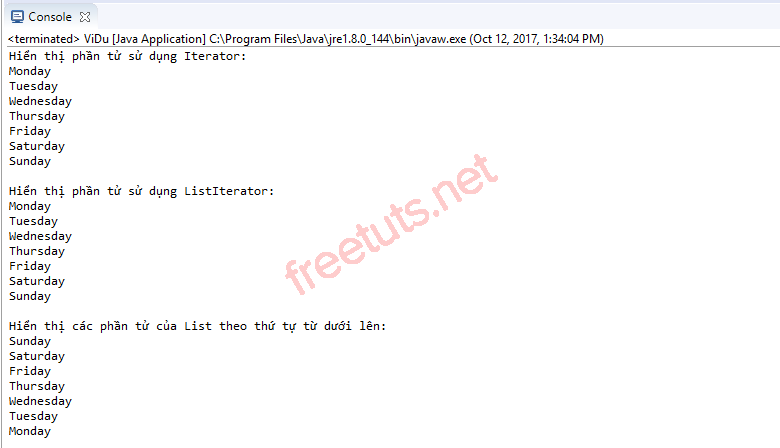 Console
<terminated> ViDu [Java Application] C:\Program Files\Java\jre1.8.0_144\bin\javaw.exe (Oct 12, 2017, 1:34:04 PM)
Hiển thị phần tử sử dụng Iterator:
Monday
Tuesday
Wednesday
Thursday
Friday
Saturday
Sunday
Hiển thị phần tử sử dụng ListIterator:
Monday
Tuesday
Wednesday
Thursday
Friday
Saturday
Sunday
freetuts.net
Hiển thị các phần tử của List theo thứ tự từ dưới lên:
Sunday
Saturday
Friday
Thursday
Wednesday
Tuesday
Monday